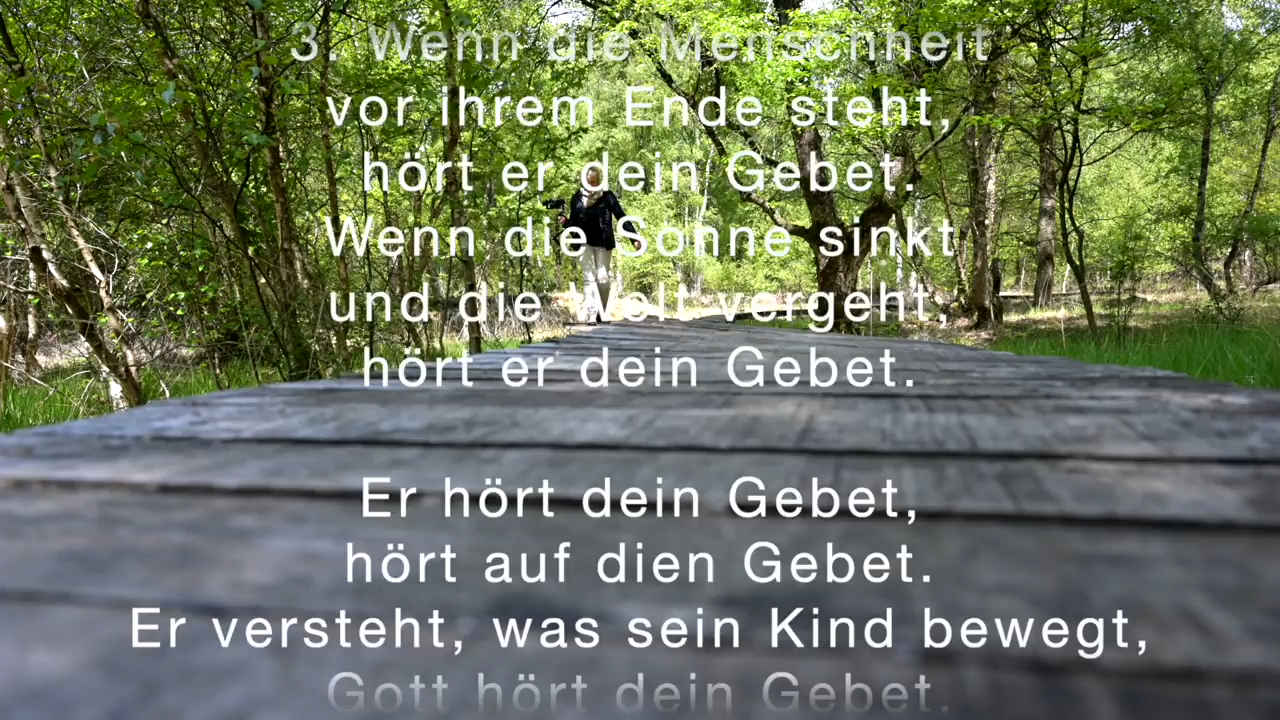 3. Wenn die Menschheit
vor ihrem Ende steht,
hört er dein Gebet.
Wenn die Sonne sinkt
und die Welt vergeht,
hört er dein Gebet.
Er hört dein Gebet,
hört auf dien Gebet.
Er versteht, was sein Kind bewegt,
Gott hört dein Gebet.